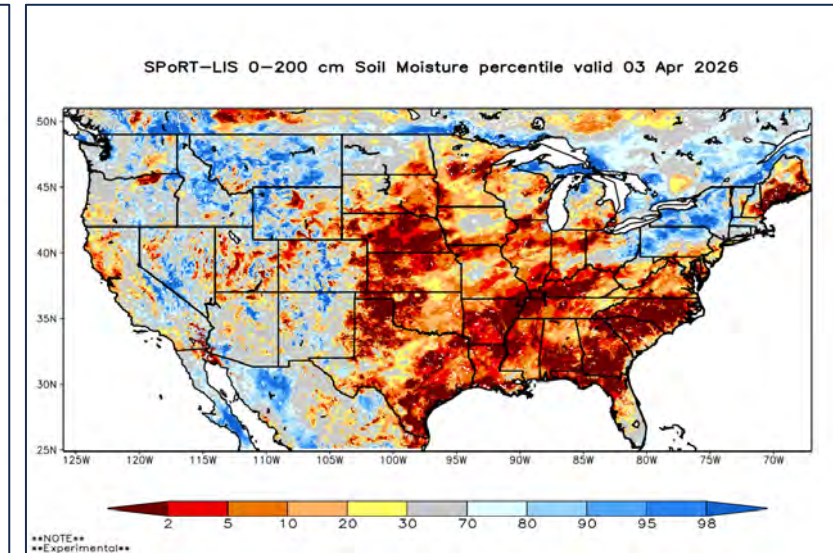 SPoRT-LIS 0-200 cm Soil Moisture percentile valid 03 Apr 2026
50N
45N
40N
35N
30N
25N
125W 120W 115W 110W 105W 100W 95W 90W 85W 80W 75W 70W
2 5 10 20 30 70 80 90 95 98
**NOTE**
**Experimental**